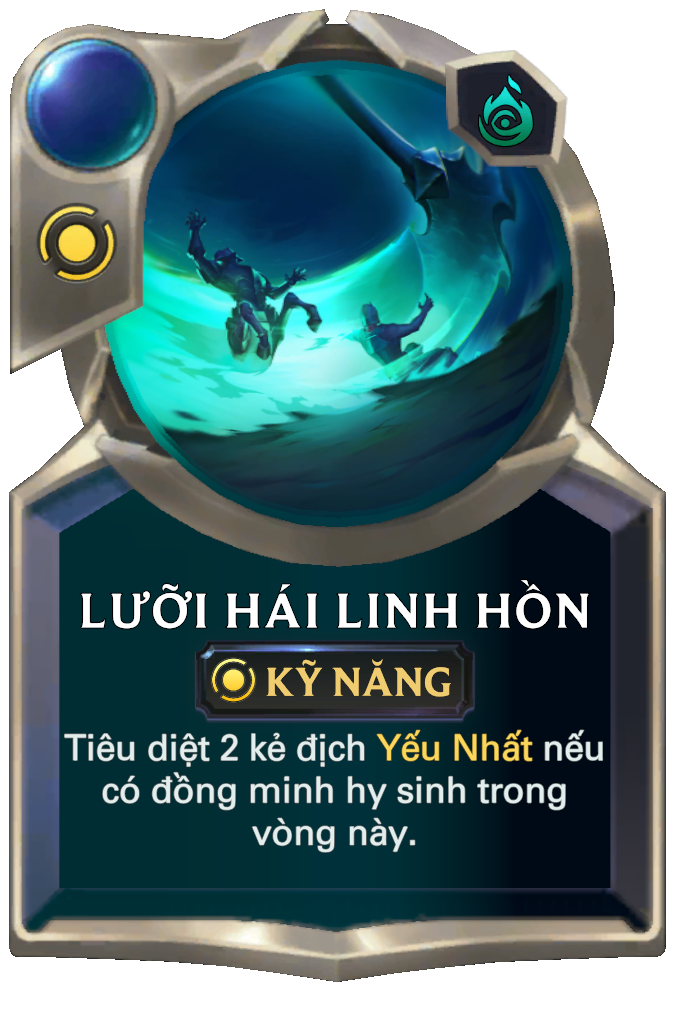 LƯỠI HÁI LINH HỒN
KỸ NĂNG
Tiêu diệt 2 kẻ địch Yếu Nhất nếu
có đồng minh hy sinh trong
vòng này.